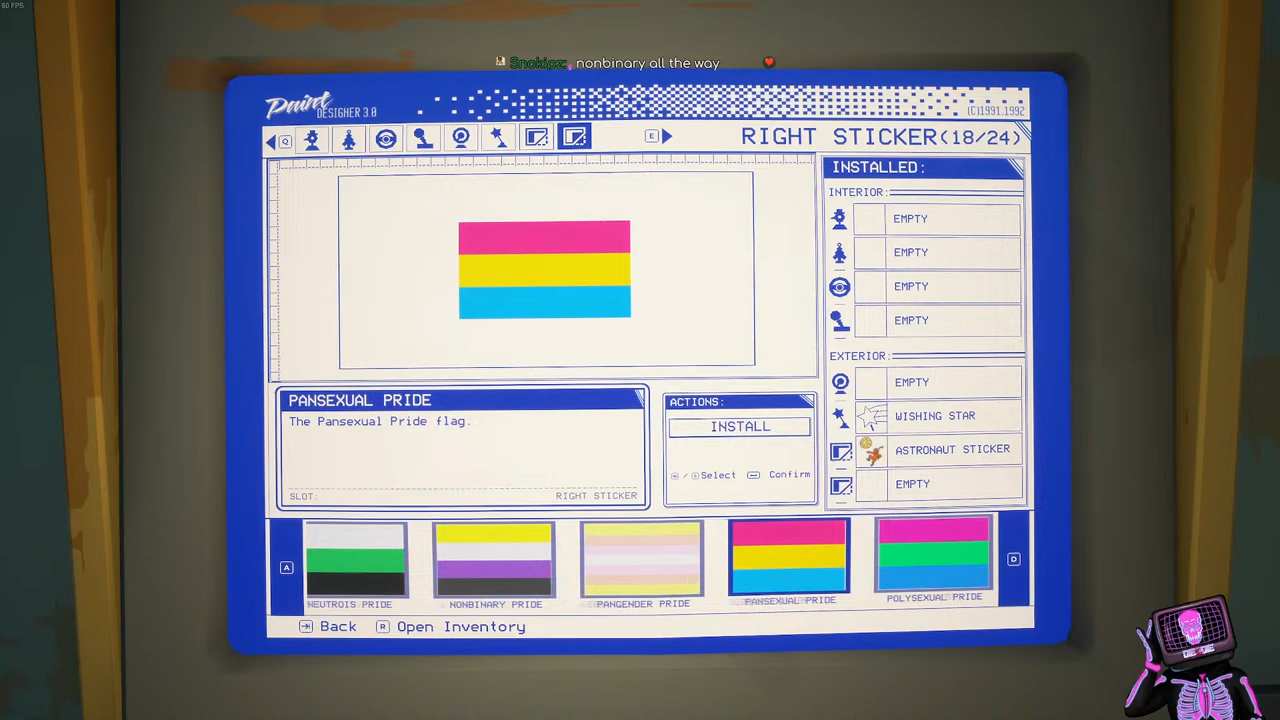 60 FPS
Snokipz: nonbinary all the way
Paint
DESIGNER 3.0
(C)1991.1992
Q
E
RIGHT STICKER(18/24)
INSTALLED:
INTERIOR:
EMPTY
EMPTY
EMPTY
EMPTY
EXTERIOR:
EMPTY
WISHING STAR
ASTRONAUT STICKER
EMPTY
PANSEXUAL PRIDE
The Pansexual Pride flag.
SLOT:
RIGHT STICKER
ACTIONS:
INSTALL
Select
Confirm
A
D
NEUTROIS PRIDE
NONBINARY PRIDE
PANGENDER PRIDE
PANSEXUAL PRIDE
POLYSEXUAL PRIDE
Back
R Open Inventory